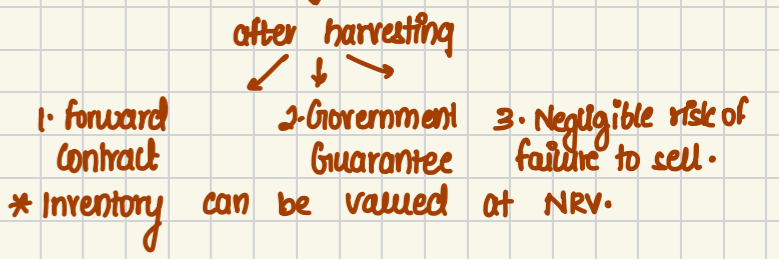 after harvesting
1. Forward 2. Government 3. Negligible risk of
Contract Guarantee failure to sell.
* Inventory can be valued at NRV.